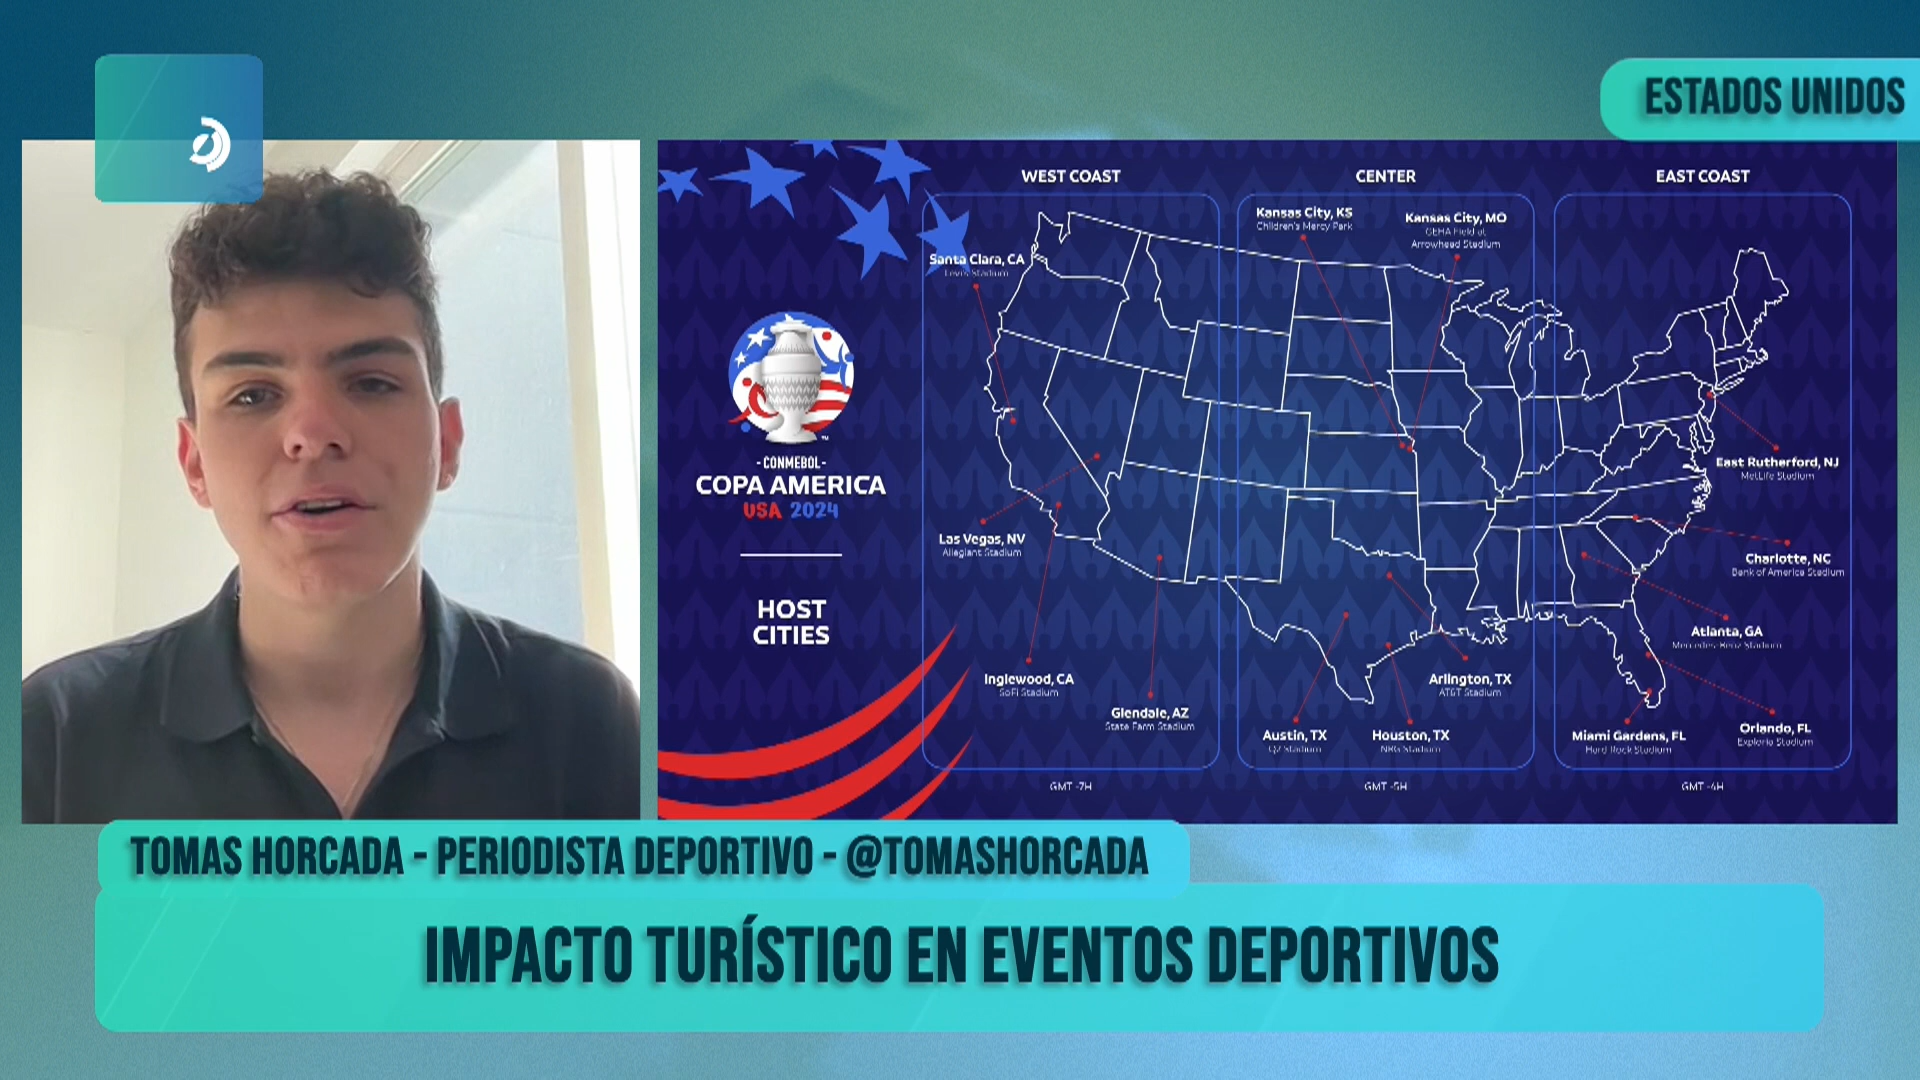 ESTADOS UNIDOS
WEST COAST
CENTER
EAST COAST
Kansas City, KS
Children's Mercy Park
Kansas City, MO
GEHA Field at
Arrowhead Stadium
Santa Clara, CA
Levi's Stadium
- CONMEBOL -
COPA AMERICA
USA 2024
HOST
CITIES
East Rutherford, NJ
MetLife Stadium
Las Vegas, NV
Allegiant Stadium
Charlotte, NC
Bank of America Stadium
Atlanta, GA
Mercedes-Benz Stadium
Inglewood, CA
SoFi Stadium
Glendale, AZ
State Farm Stadium
Arlington, TX
AT&T Stadium
Austin, TX
Q2 Stadium
Houston, TX
NRG Stadium
Miami Gardens, FL
Hard Rock Stadium
Orlando, FL
Exploria Stadium
GMT -7H
GMT -5H
GMT -4H
TOMAS HORCADA - PERIODISTA DEPORTIVO - @TOMASHORCADA
IMPACTO TURÍSTICO EN EVENTOS DEPORTIVOS